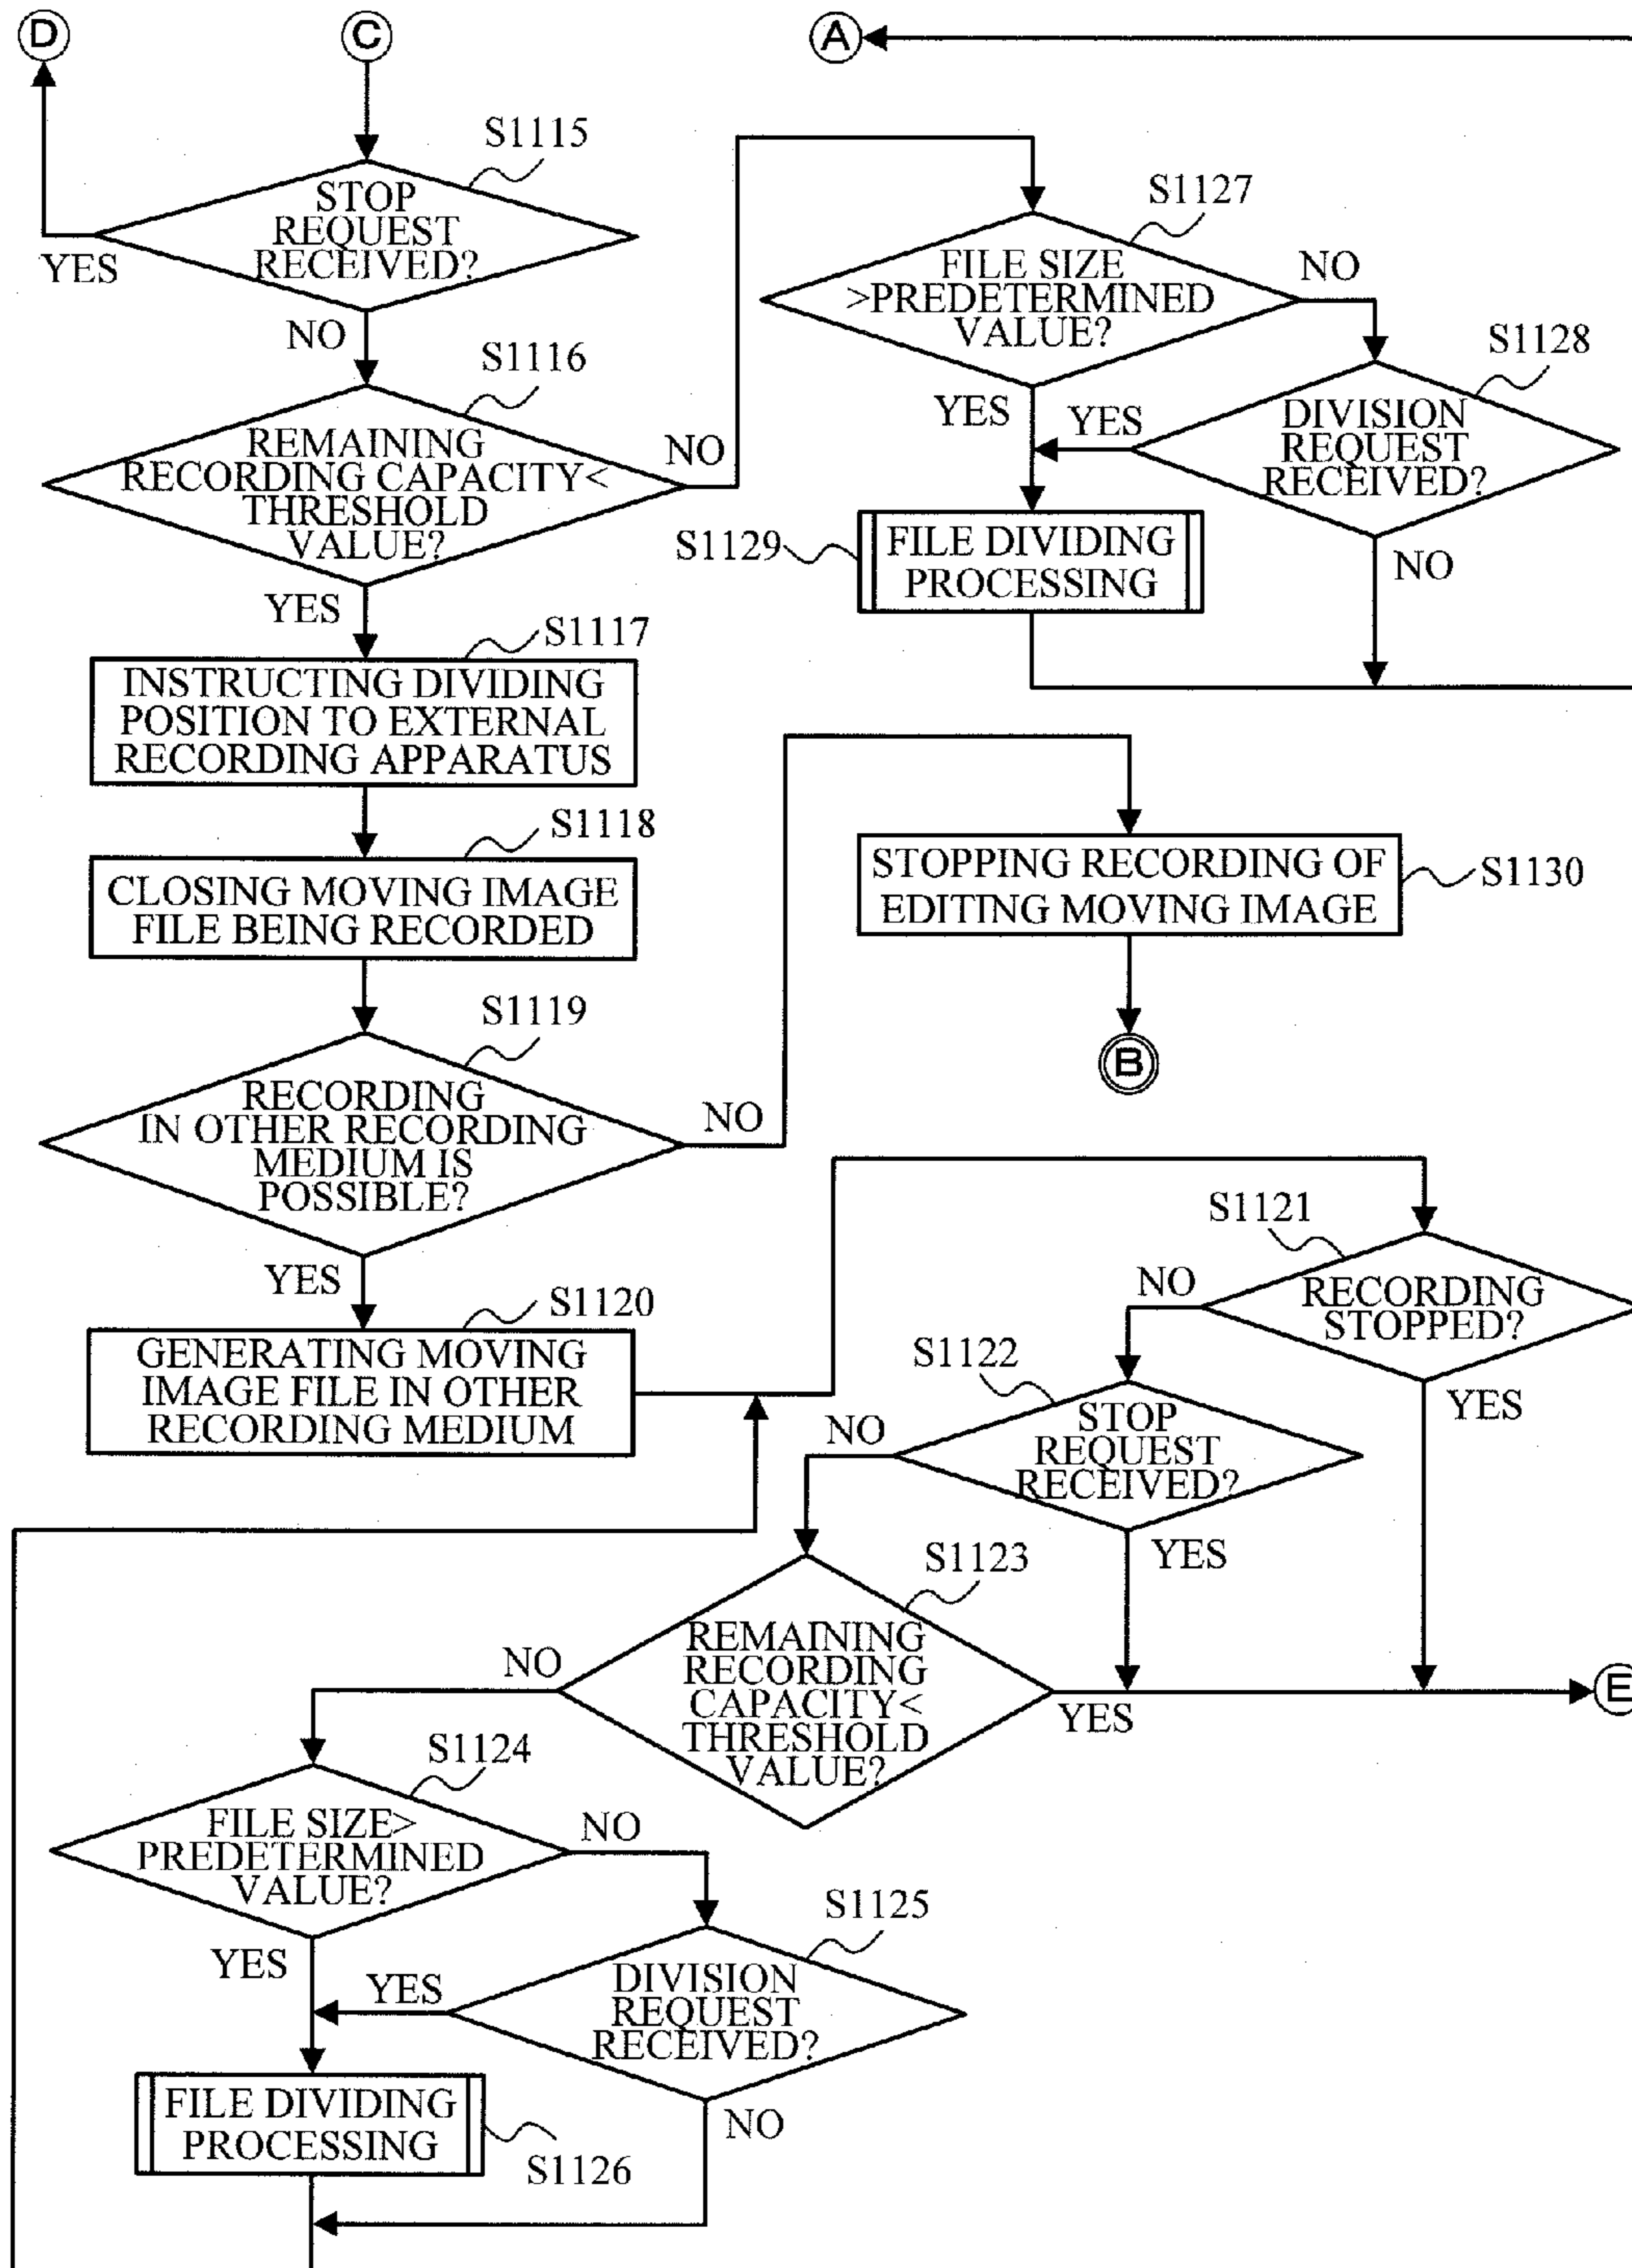 D
C
A
S1115
STOP
REQUEST
RECEIVED?
YES
NO
S1116
REMAINING
RECORDING CAPACITY<
THRESHOLD
VALUE?
NO
YES
S1117
INSTRUCTING DIVIDING
POSITION TO EXTERNAL
RECORDING APPARATUS
S1118
CLOSING MOVING IMAGE
FILE BEING RECORDED
S1119
RECORDING
IN OTHER RECORDING
MEDIUM IS
POSSIBLE?
NO
YES
S1120
GENERATING MOVING
IMAGE FILE IN OTHER
RECORDING MEDIUM
S1127
FILE SIZE
>PREDETERMINED
VALUE?
NO
YES
S1128
DIVISION
REQUEST
RECEIVED?
YES
NO
S1129
FILE DIVIDING
PROCESSING
STOPPING RECORDING OF
EDITING MOVING IMAGE
S1130
B
S1121
RECORDING
STOPPED?
NO
YES
S1122
STOP
REQUEST
RECEIVED?
NO
YES
S1123
REMAINING
RECORDING
CAPACITY<
THRESHOLD
VALUE?
NO
YES
E
S1124
FILE SIZE>
PREDETERMINED
VALUE?
NO
YES
S1125
DIVISION
REQUEST
RECEIVED?
YES
NO
FILE DIVIDING
PROCESSING
S1126